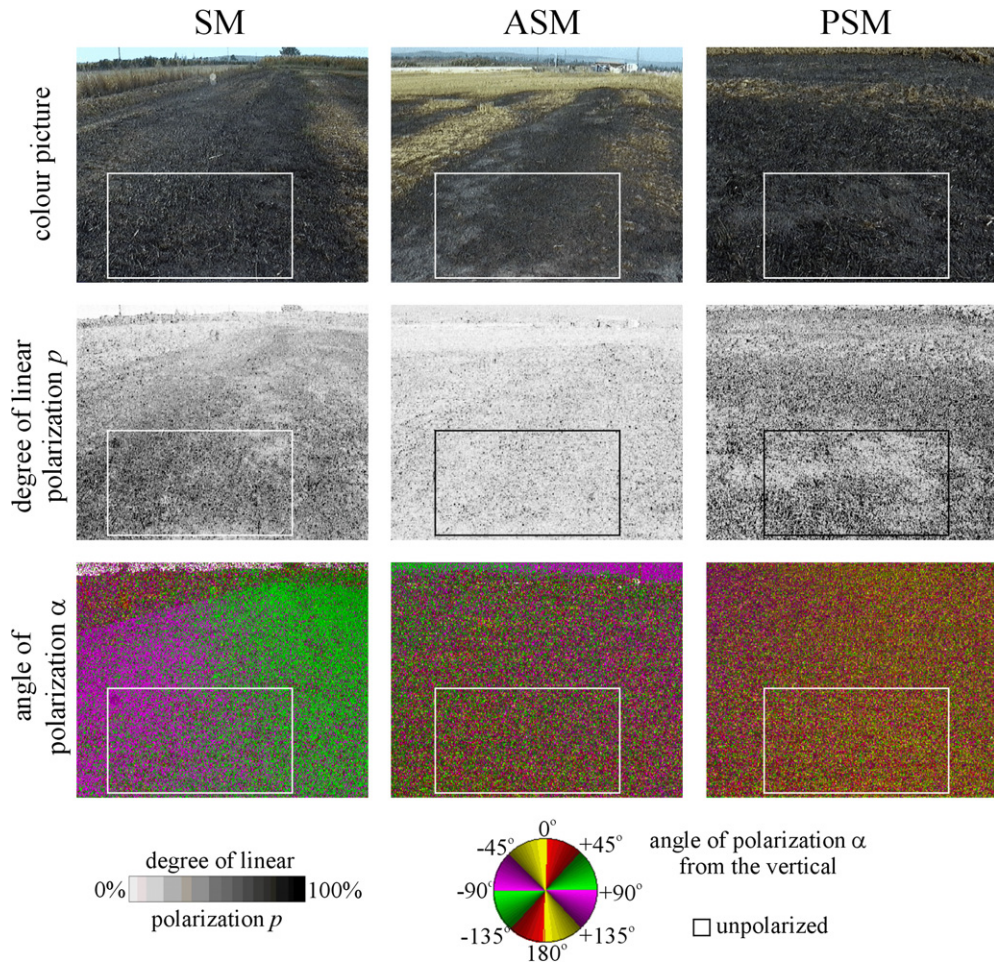 SM
ASM
PSM
colour picture
degree of linear
polarization p
angle of
polarization α
degree of linear
0%
100%
polarization p
0°
-45°
+45°
-90°
+90°
-135°
+135°
180°
angle of polarization α
from the vertical
unpolarized